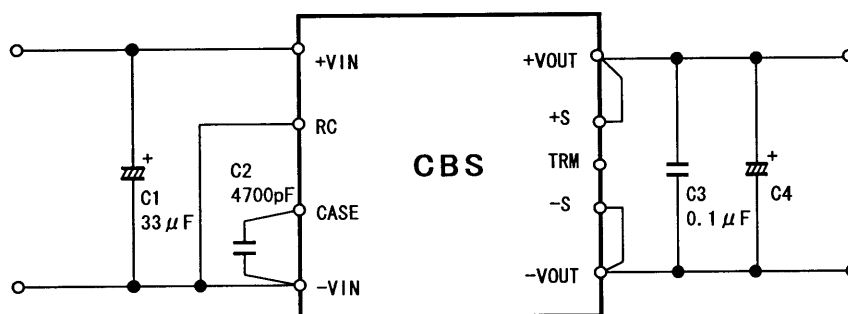 +VIN
RC
C2
4700pF
CASE
-VIN
+
C1
33μF
CBS
+VOUT
+S
TRM
-S
-VOUT
C3
0.1μF
+
C4